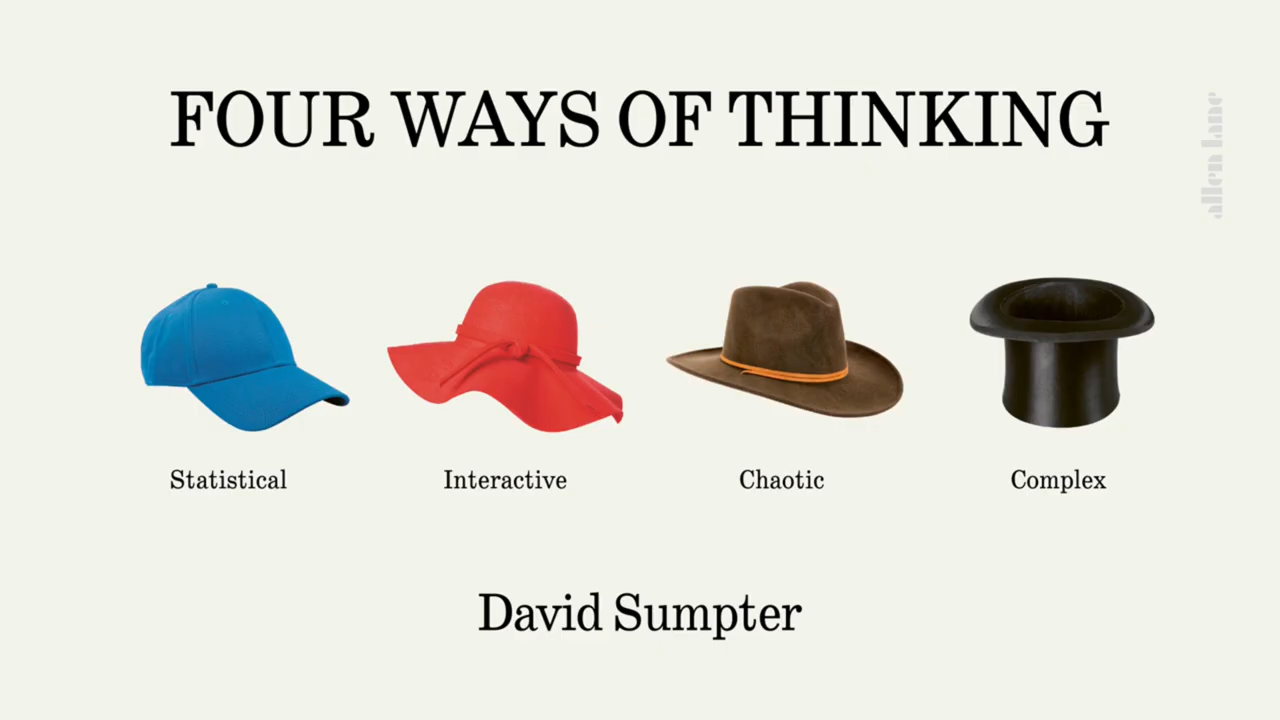 FOUR WAYS OF THINKING
allen lane
Statistical
Interactive
Chaotic
Complex
David Sumpter